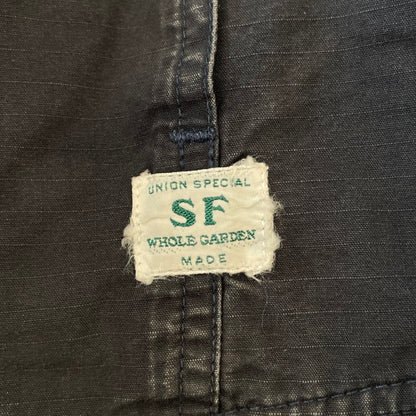 UNION SPECIAL
SF
WHOLE GARDEN
MADE